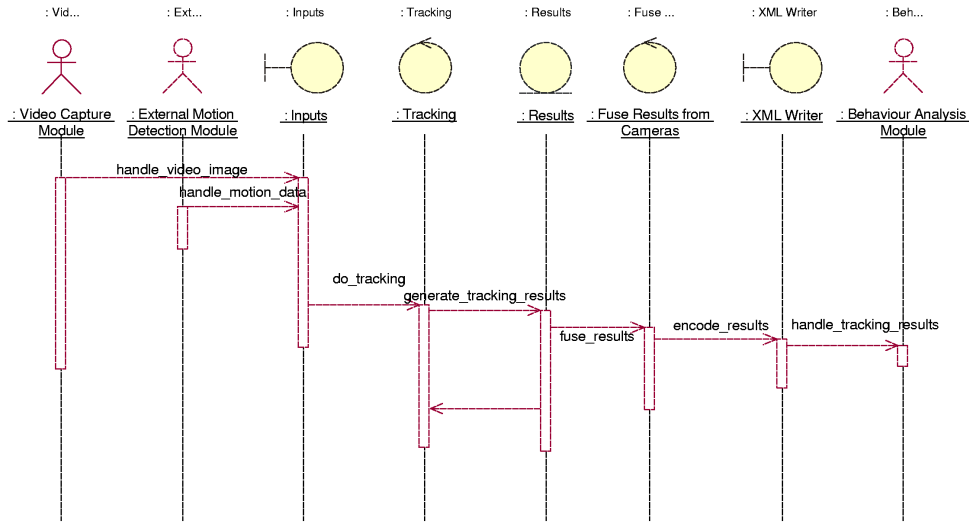 : Vid...
: Ext...
: Inputs
: Tracking
: Results
: Fuse ...
: XML Writer
: Beh...
: Video Capture
Module
: External Motion
Detection Module
: Inputs
: Tracking
: Results
: Fuse Results from
Cameras
: XML Writer
: Behaviour Analysis
Module
handle_video_image
handle_motion_data
do_tracking
generate_tracking_results
fuse_results
encode_results
handle_tracking_results